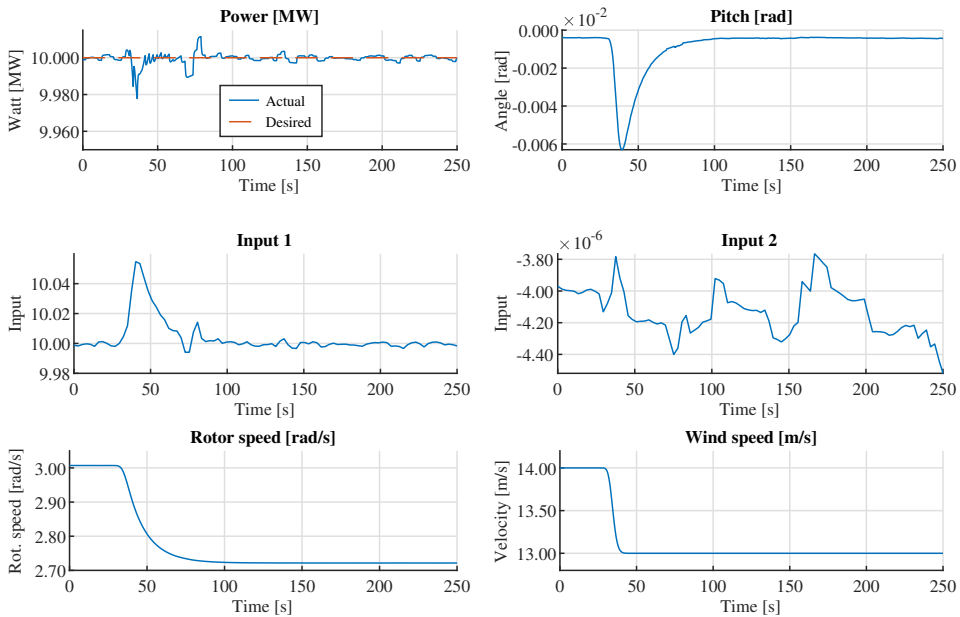 Power [MW]
Watt [MW]
10.000
9.980
9.960
Actual
Desired
0 50 100 150 200 250
Time [s]
Pitch [rad]
×10⁻²
Angle [rad]
0.000
-0.002
-0.004
-0.006
0 50 100 150 200 250
Time [s]
Input 1
Input
10.04
10.02
10.00
9.98
0 50 100 150 200 250
Time [s]
Input 2
×10⁻⁶
Input
-3.80
-4.00
-4.20
-4.40
0 50 100 150 200 250
Time [s]
Rotor speed [rad/s]
Rot. speed [rad/s]
3.00
2.90
2.80
2.70
0 50 100 150 200 250
Time [s]
Wind speed [m/s]
Velocity [m/s]
14.00
13.00
0 50 100 150 200 250
Time [s]